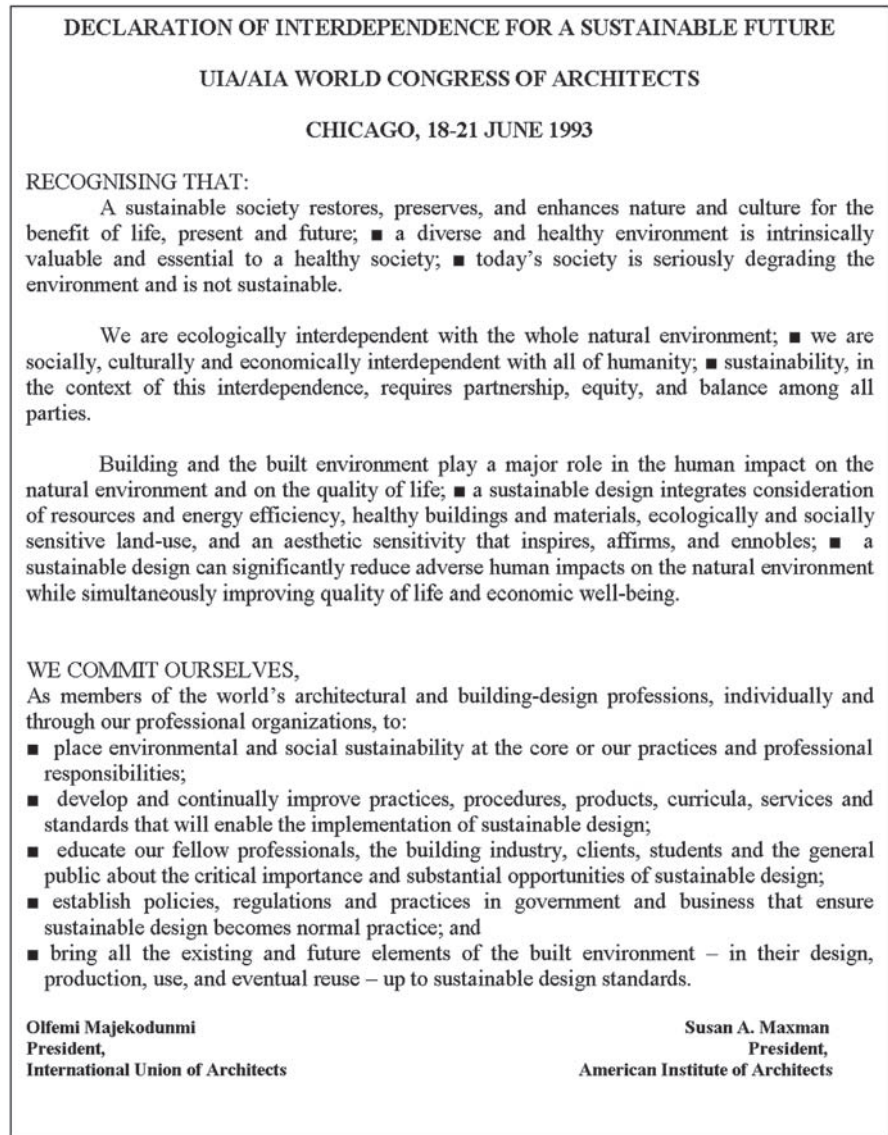 DECLARATION OF INTERDEPENDENCE FOR A SUSTAINABLE FUTURE
UIA/AIA WORLD CONGRESS OF ARCHITECTS
CHICAGO, 18-21 JUNE 1993
RECOGNISING THAT:
A sustainable society restores, preserves, and enhances nature and culture for the
benefit of life, present and future; ■ a diverse and healthy environment is intrinsically
valuable and essential to a healthy society; ■ today's society is seriously degrading the
environment and is not sustainable.
We are ecologically interdependent with the whole natural environment; ■ we are
socially, culturally and economically interdependent with all of humanity; ■ sustainability, in
the context of this interdependence, requires partnership, equity, and balance among all
parties.
Building and the built environment play a major role in the human impact on the
natural environment and on the quality of life; ■ a sustainable design integrates consideration
of resources and energy efficiency, healthy buildings and materials, ecologically and socially
sensitive land-use, and an aesthetic sensitivity that inspires, affirms, and ennobles; ■ a
sustainable design can significantly reduce adverse human impacts on the natural environment
while simultaneously improving quality of life and economic well-being.
WE COMMIT OURSELVES,
As members of the world's architectural and building-design professions, individually and
through our professional organizations, to:
■ place environmental and social sustainability at the core or our practices and professional
responsibilities;
■ develop and continually improve practices, procedures, products, curricula, services and
standards that will enable the implementation of sustainable design;
■ educate our fellow professionals, the building industry, clients, students and the general
public about the critical importance and substantial opportunities of sustainable design;
■ establish policies, regulations and practices in government and business that ensure
sustainable design becomes normal practice; and
■ bring all the existing and future elements of the built environment – in their design,
production, use, and eventual reuse – up to sustainable design standards.
Olfemi Majekodunmi Susan A. Maxman
President, President,
International Union of Architects American Institute of Architects